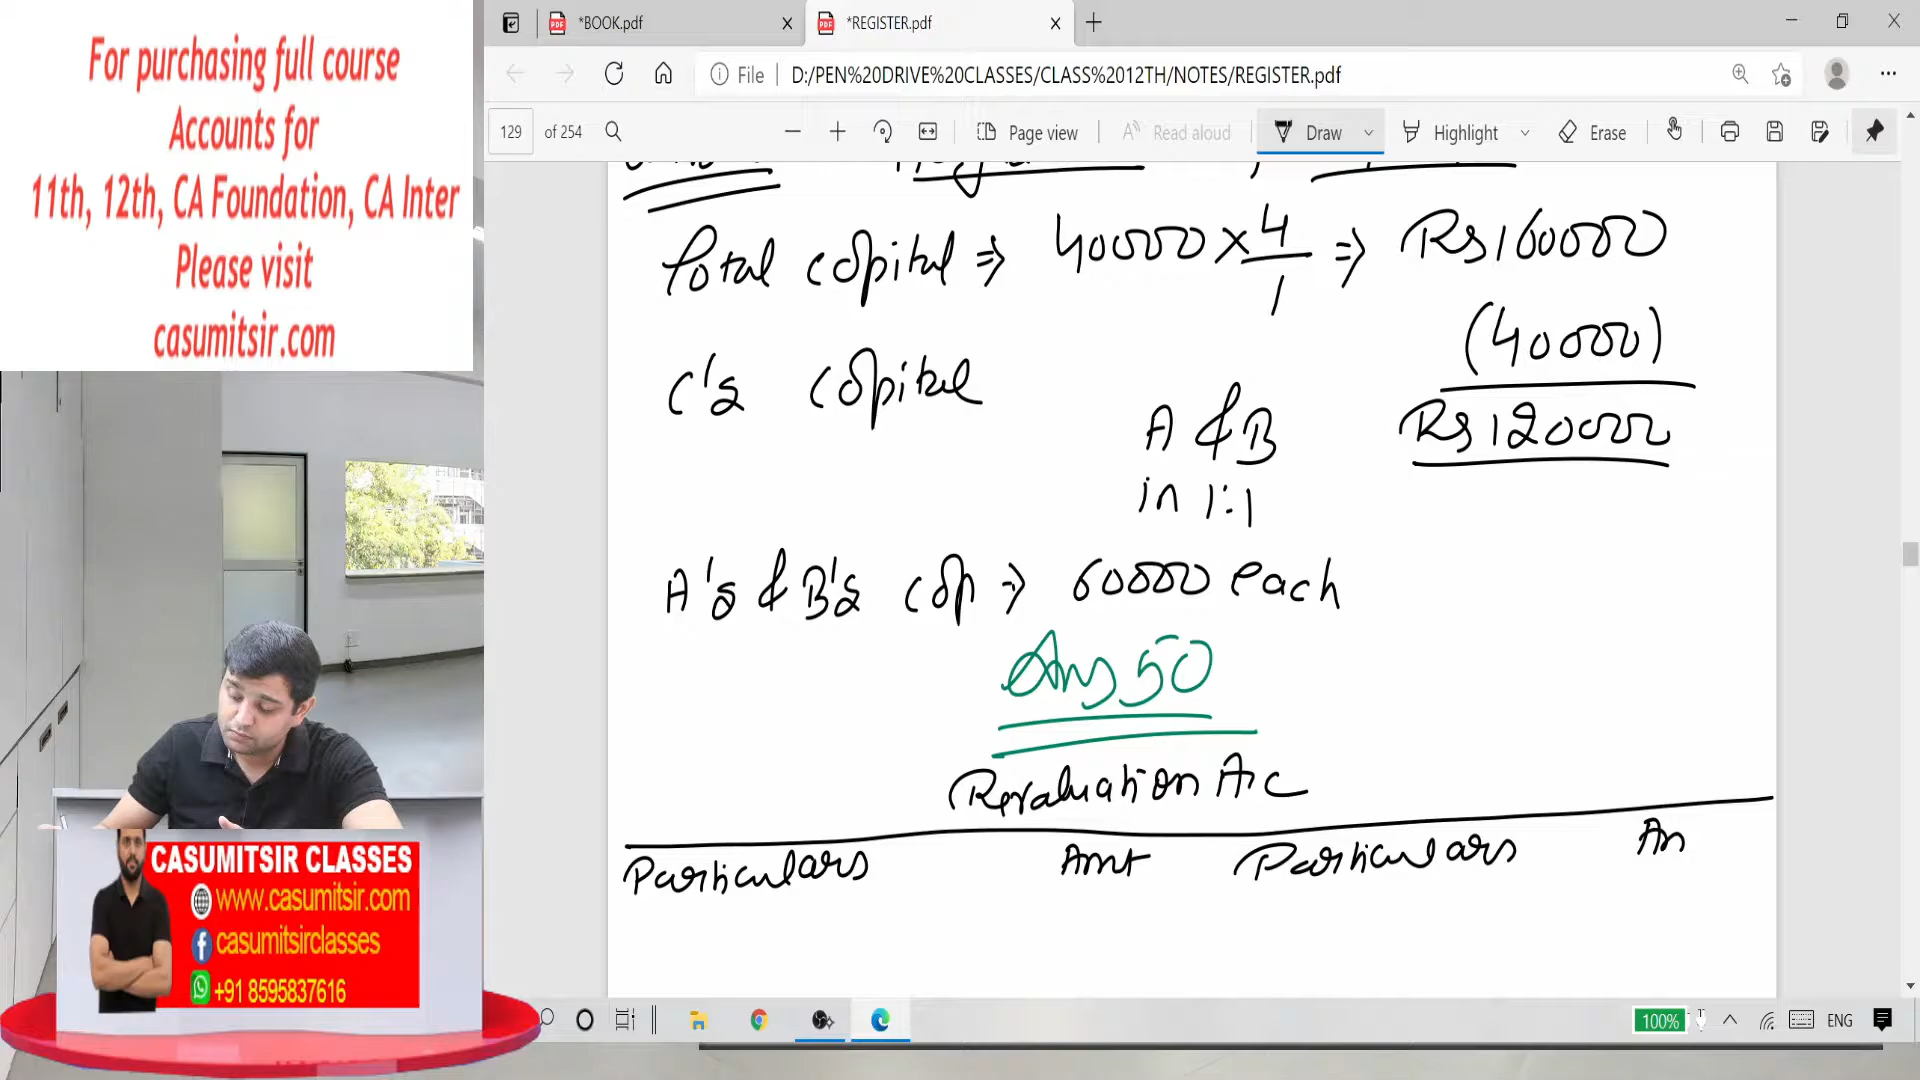 For purchasing full course
Accounts for
11th, 12th, CA Foundation, CA Inter
Please visit
casumitsir.com
*BOOK.pdf
*REGISTER.pdf
File
D:/PEN%20DRIVE%20CLASSES/CLASS%2012TH/NOTES/REGISTER.pdf
129 of 254
Page view
Read aloud
Draw
Highlight
Erase
Total capital ⇒ 40000 × 4/1 ⇒ Rs 160000
(40000)
C's capital
Rs 120000
A & B
in 1:1
A's & B's cap ⇒ 60000 each
Ans 50
Revaluation A/c
Particulars Amt Particulars Am
CASUMITSIR CLASSES
www.casumitsir.com
casumitsirclasses
+91 8595837616
100%
ENG